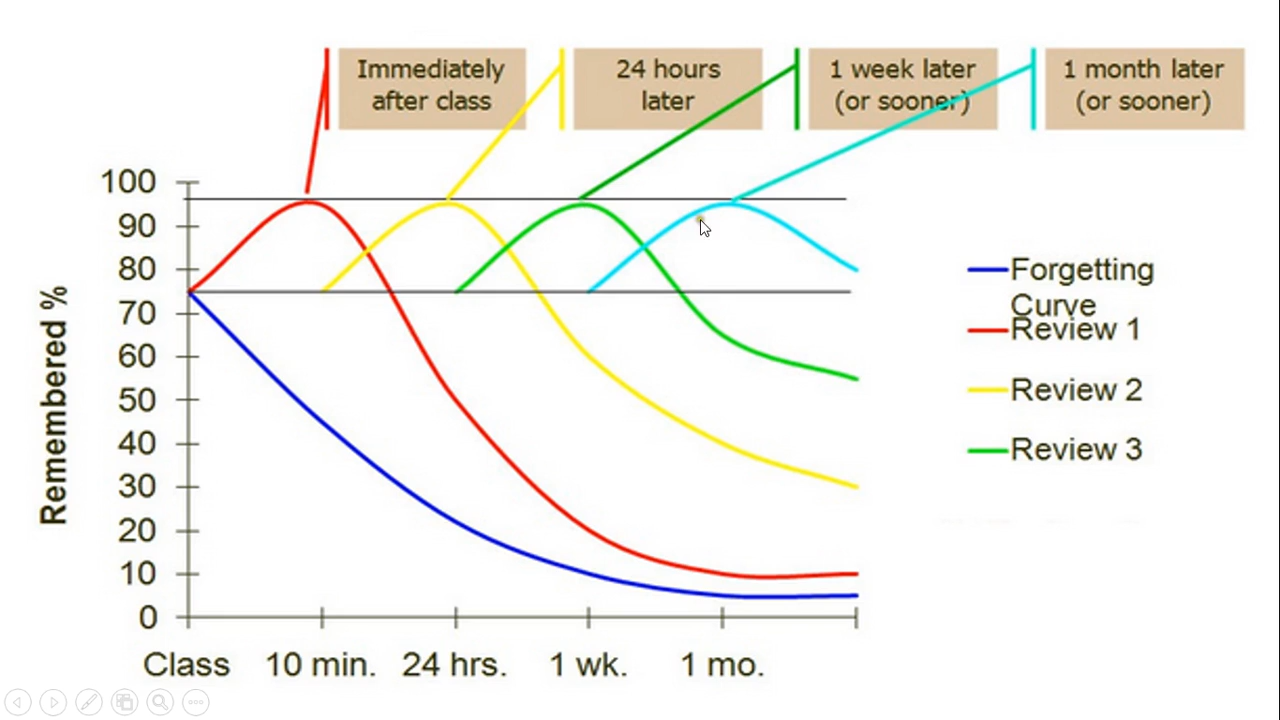 Immediately
after class
24 hours
later
1 week later
(or sooner)
1 month later
(or sooner)
100
90
80
70
60
50
40
30
20
10
0
Remembered %
Class 10 min. 24 hrs. 1 wk. 1 mo.
Forgetting
Curve
Review 1
Review 2
Review 3